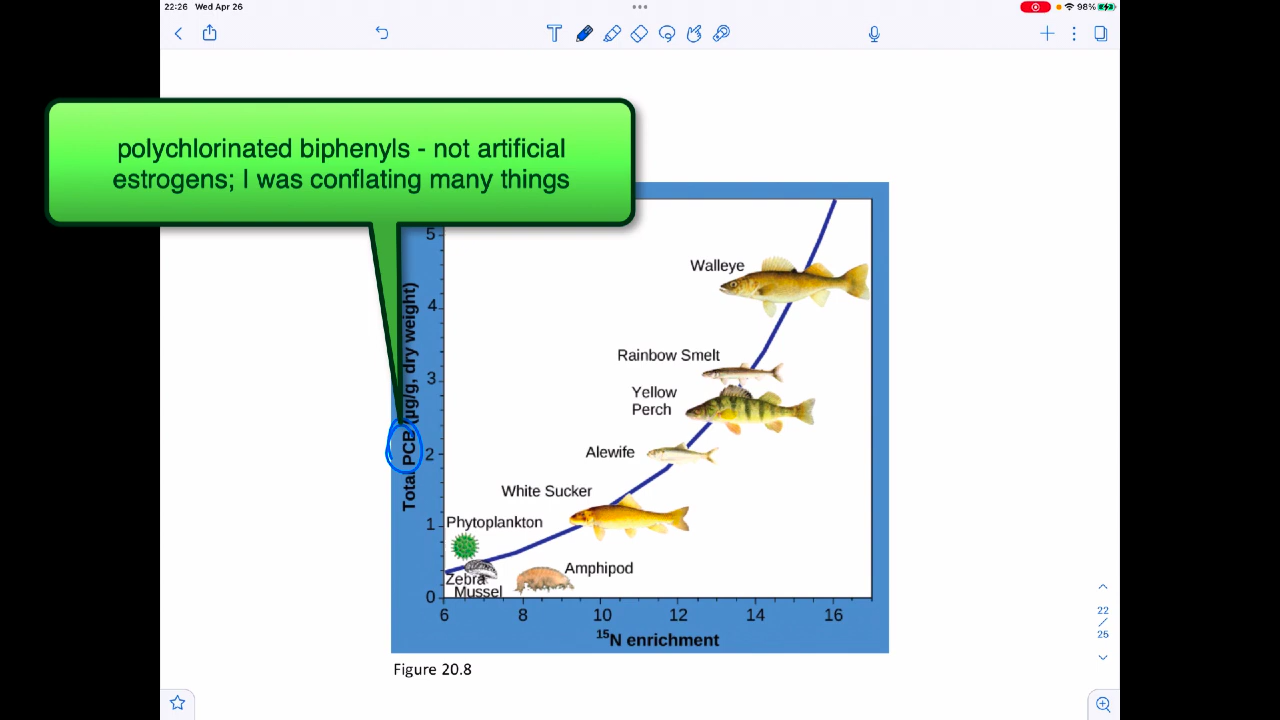 22:26 Wed Apr 26
98%
polychlorinated biphenyls - not artificial
estrogens; I was conflating many things
Total PCB (µg/g, dry weight)
5
4
3
2
1
0
Walleye
Rainbow Smelt
Yellow
Perch
Alewife
White Sucker
Phytoplankton
Zebra
Mussel
Amphipod
6 8 10 12 14 16
¹⁵N enrichment
Figure 20.8
22
/
25